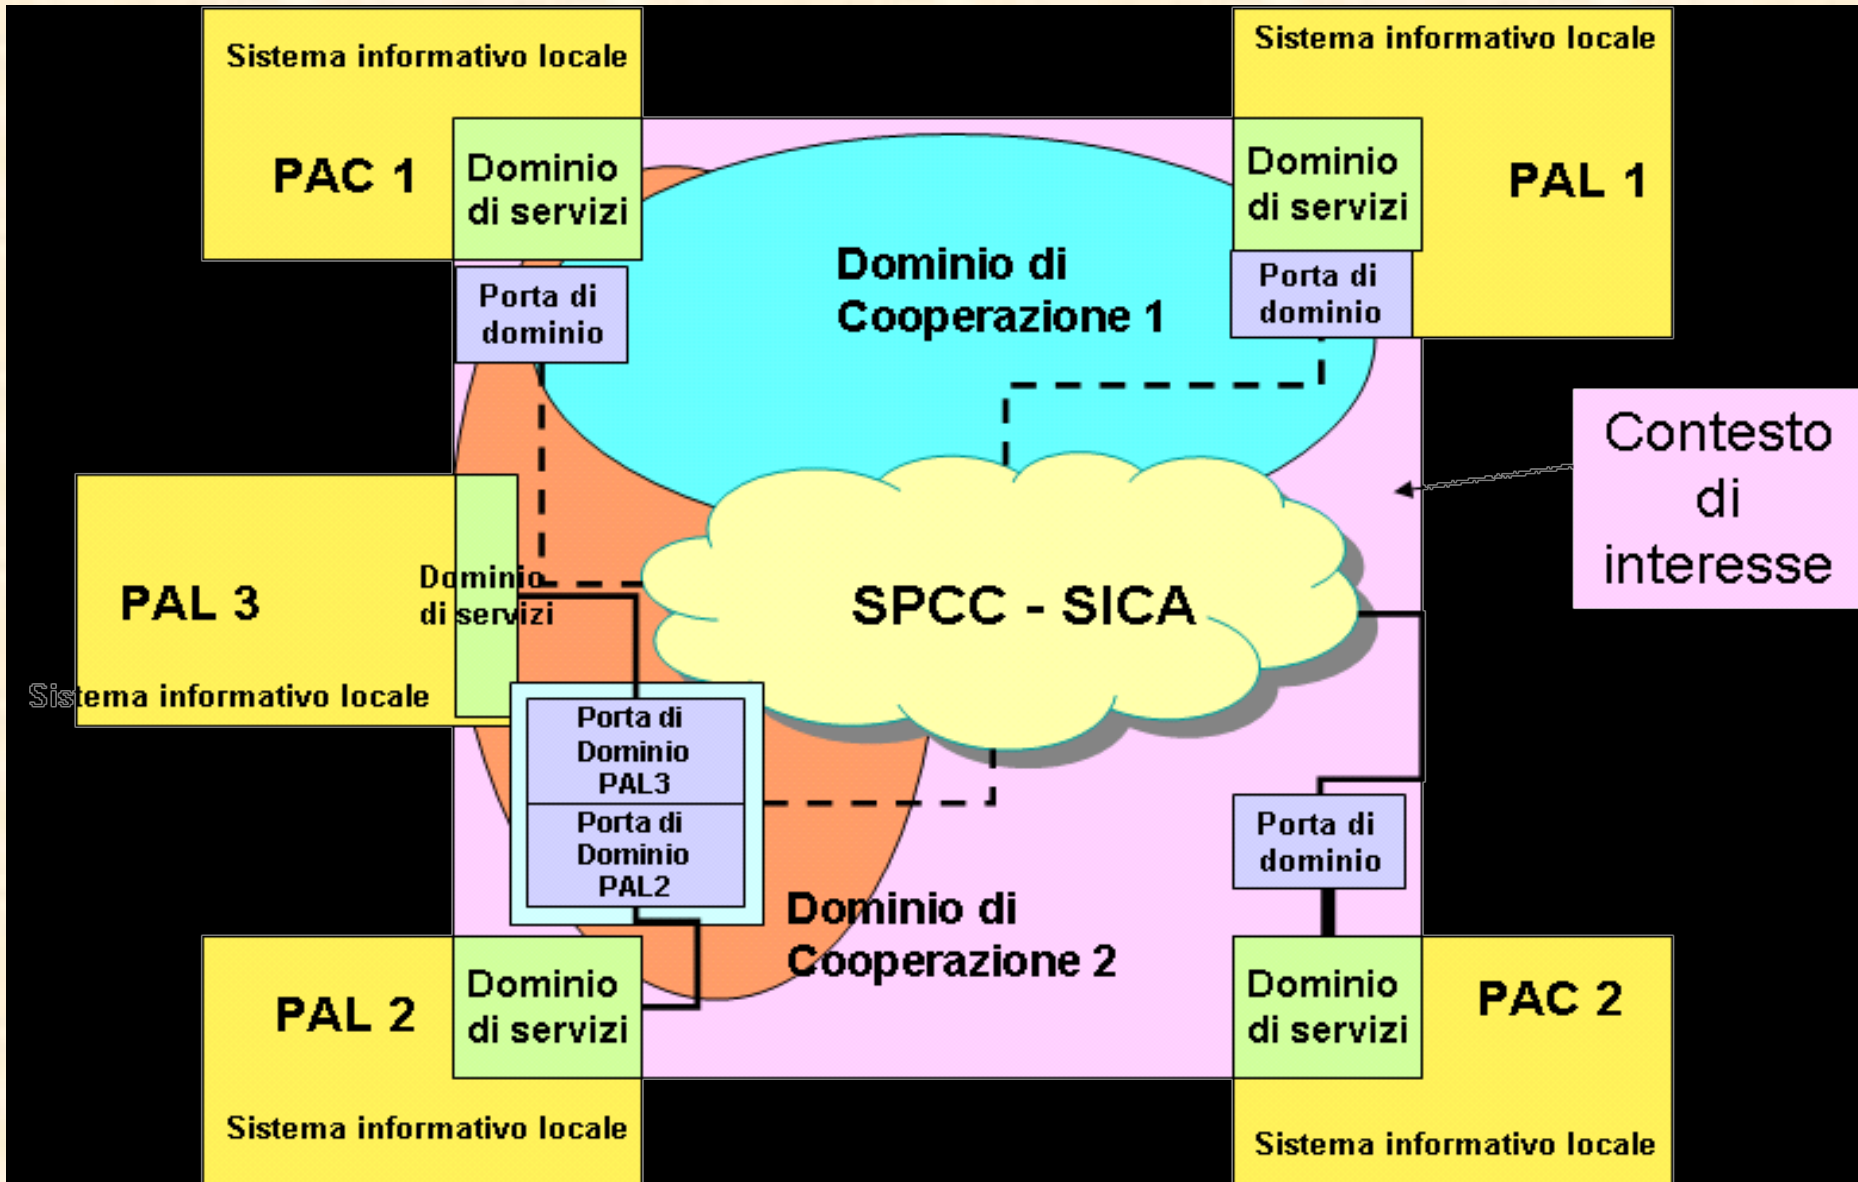 Sistema informativo locale
PAC 1
Dominio
di servizi
Porta di
dominio
Sistema informativo locale
Dominio
di servizi
PAL 1
Porta di
dominio
Dominio di
Cooperazione 1
Contesto
di
interesse
PAL 3
Dominio
di servizi
Sistema informativo locale
SPCC - SICA
Porta di
Dominio
PAL3
Porta di
Dominio
PAL2
Dominio di
Cooperazione 2
Porta di
dominio
PAL 2
Dominio
di servizi
Sistema informativo locale
Dominio
di servizi
PAC 2
Sistema informativo locale